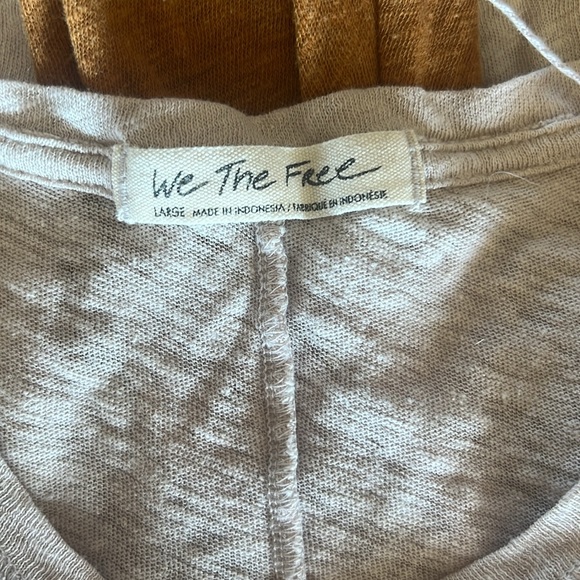 We The Free
LARGE MADE IN INDONESIA / FABRIQUÉ EN INDONÉSIE